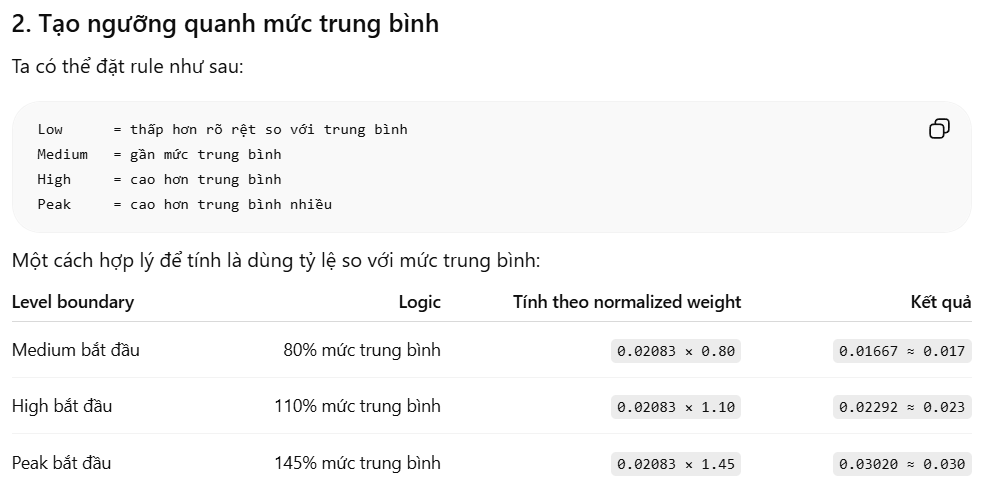 2. Tạo ngưỡng quanh mức trung bình
Ta có thể đặt rule như sau:
Low      = thấp hơn rõ rệt so với trung bình
Medium   = gần mức trung bình
High     = cao hơn trung bình
Peak     = cao hơn trung bình nhiều
Một cách hợp lý để tính là dùng tỷ lệ so với mức trung bình:
Level boundary Logic Tính theo normalized weight Kết quả
Medium bắt đầu 80% mức trung bình 0.02083 × 0.80 0.01667 ≈ 0.017
High bắt đầu 110% mức trung bình 0.02083 × 1.10 0.02292 ≈ 0.023
Peak bắt đầu 145% mức trung bình 0.02083 × 1.45 0.03020 ≈ 0.030